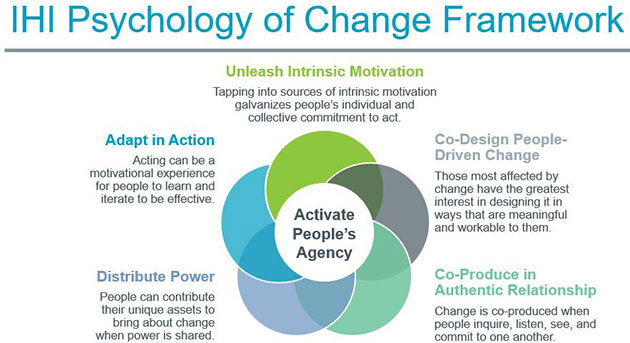 IHI Psychology of Change Framework
Unleash Intrinsic Motivation
Tapping into sources of intrinsic motivation
galvanizes people's individual and
collective commitment to act.
Adapt in Action
Acting can be a
motivational experience
for people to learn and
iterate to be effective.
Co-Design People-
Driven Change
Those most affected by
change have the greatest
interest in designing it in
ways that are meaningful
and workable to them.
Activate
People's
Agency
Distribute Power
People can contribute
their unique assets to
bring about change
when power is shared.
Co-Produce in
Authentic Relationship
Change is co-produced when
people inquire, listen, see, and
commit to one another.